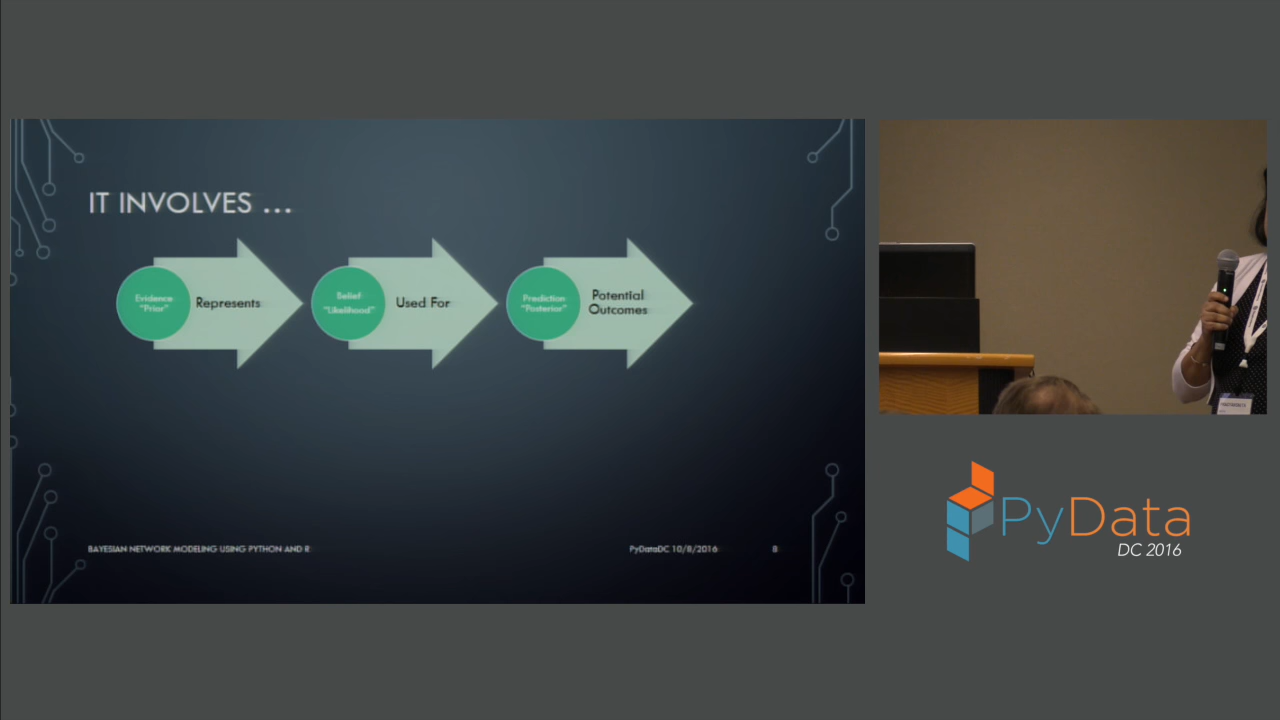 IT INVOLVES ...
Evidence
"Prior"
Represents
Belief
"Likelihood"
Used For
Prediction
"Posterior"
Potential
Outcomes
BAYESIAN NETWORK MODELING USING PYTHON AND R
PyDataDC 10/8/2016
8
PyData
DC 2016